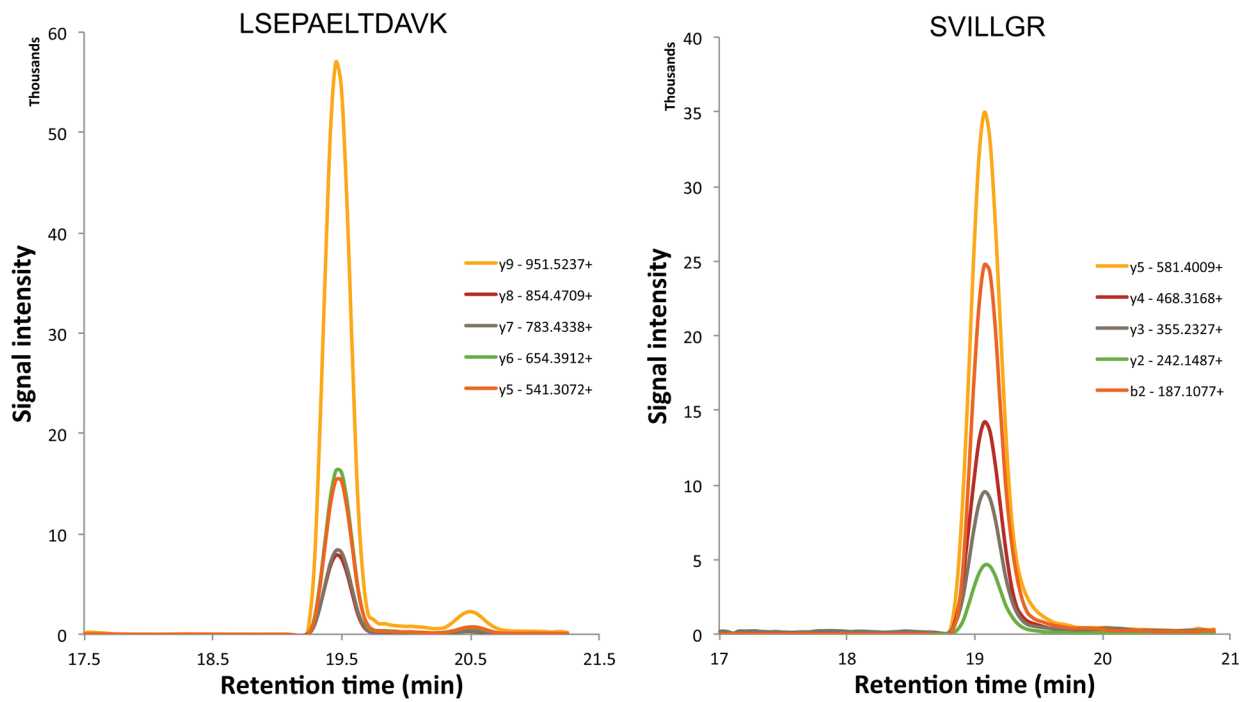 LSEPAELTDAVK
Thousands
Signal intensity
60
50
40
30
20
10
0
17.5 18.5 19.5 20.5 21.5
Retention time (min)
y9 - 951.5237+
y8 - 854.4709+
y7 - 783.4338+
y6 - 654.3912+
y5 - 541.3072+
SVILLGR
Thousands
Signal intensity
40
35
30
25
20
15
10
5
0
17 18 19 20 21
Retention time (min)
y5 - 581.4009+
y4 - 468.3168+
y3 - 355.2327+
y2 - 242.1487+
b2 - 187.1077+